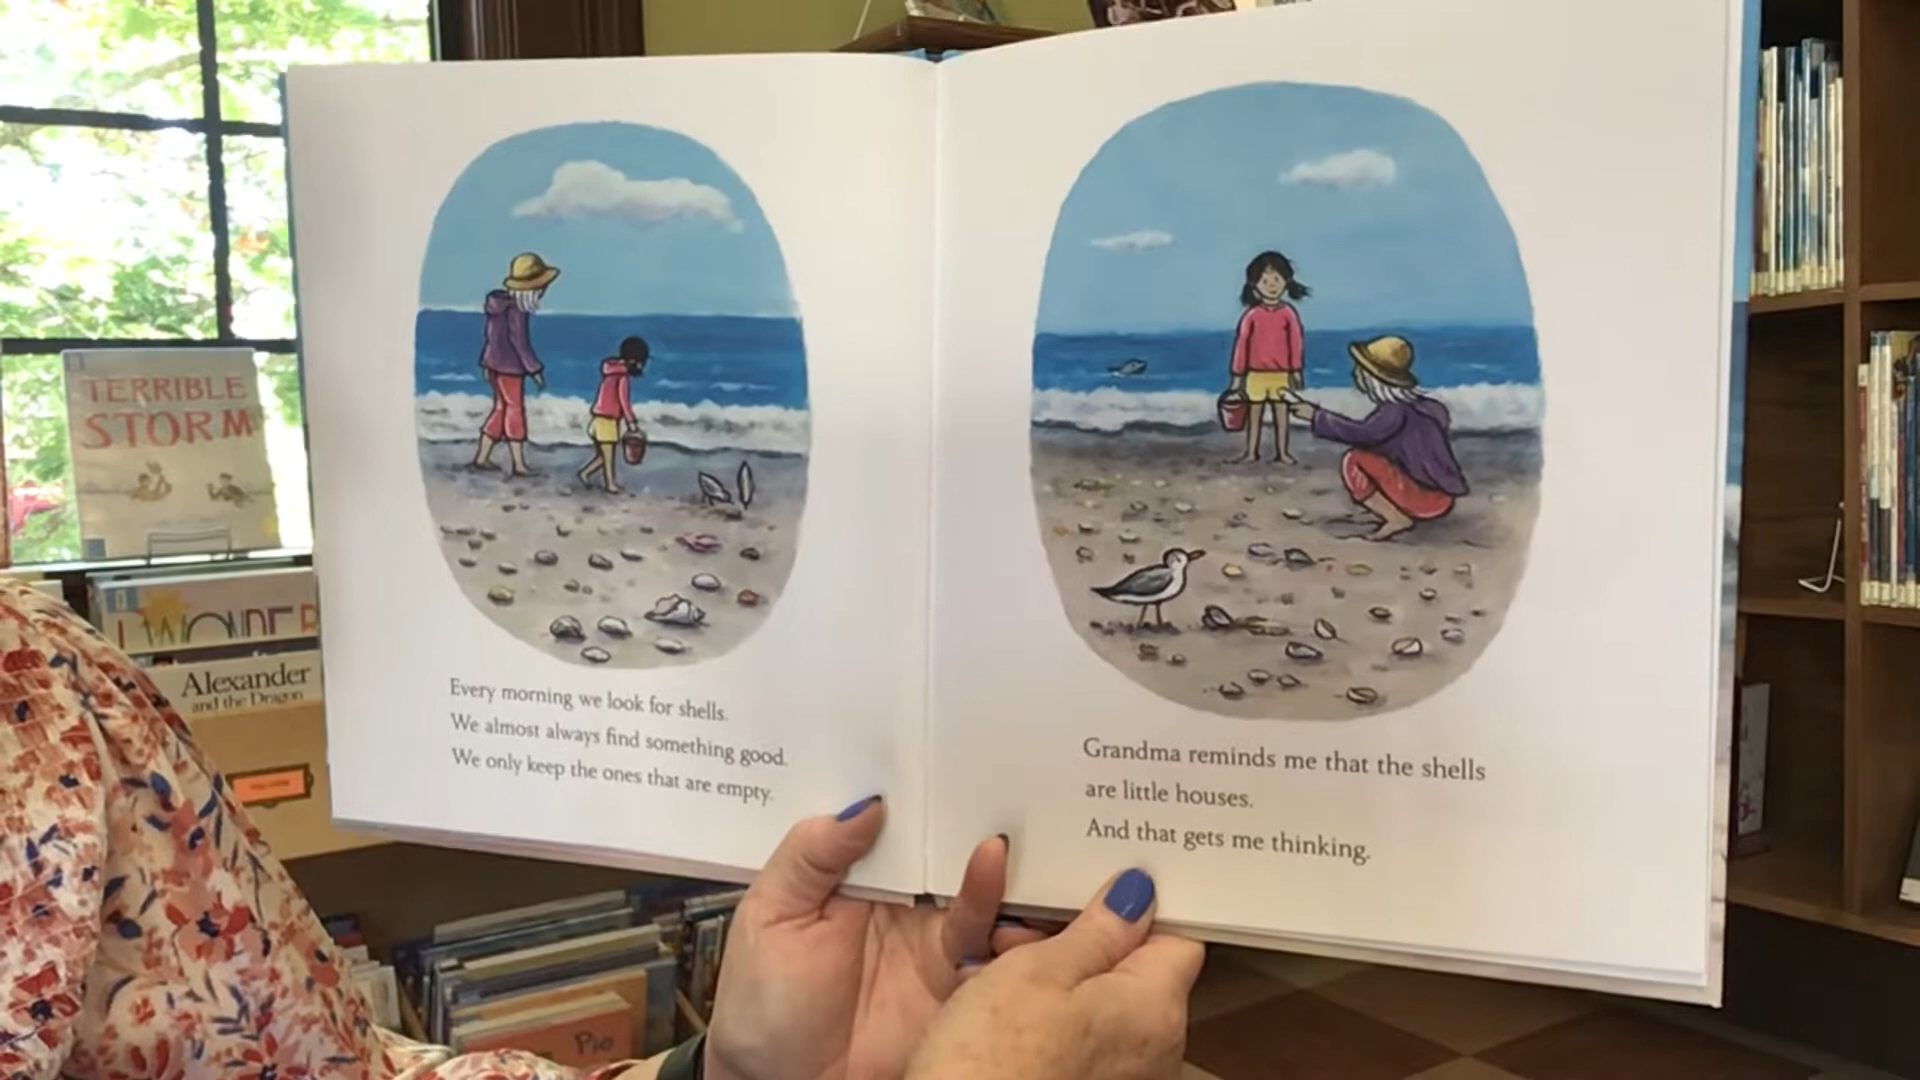 TERRIBLE
STORM
WONDER
Alexander
and the Dragon
Every morning we look for shells.
We almost always find something good.
We only keep the ones that are empty.
Grandma reminds me that the shells
are little houses.
And that gets me thinking.
Pio